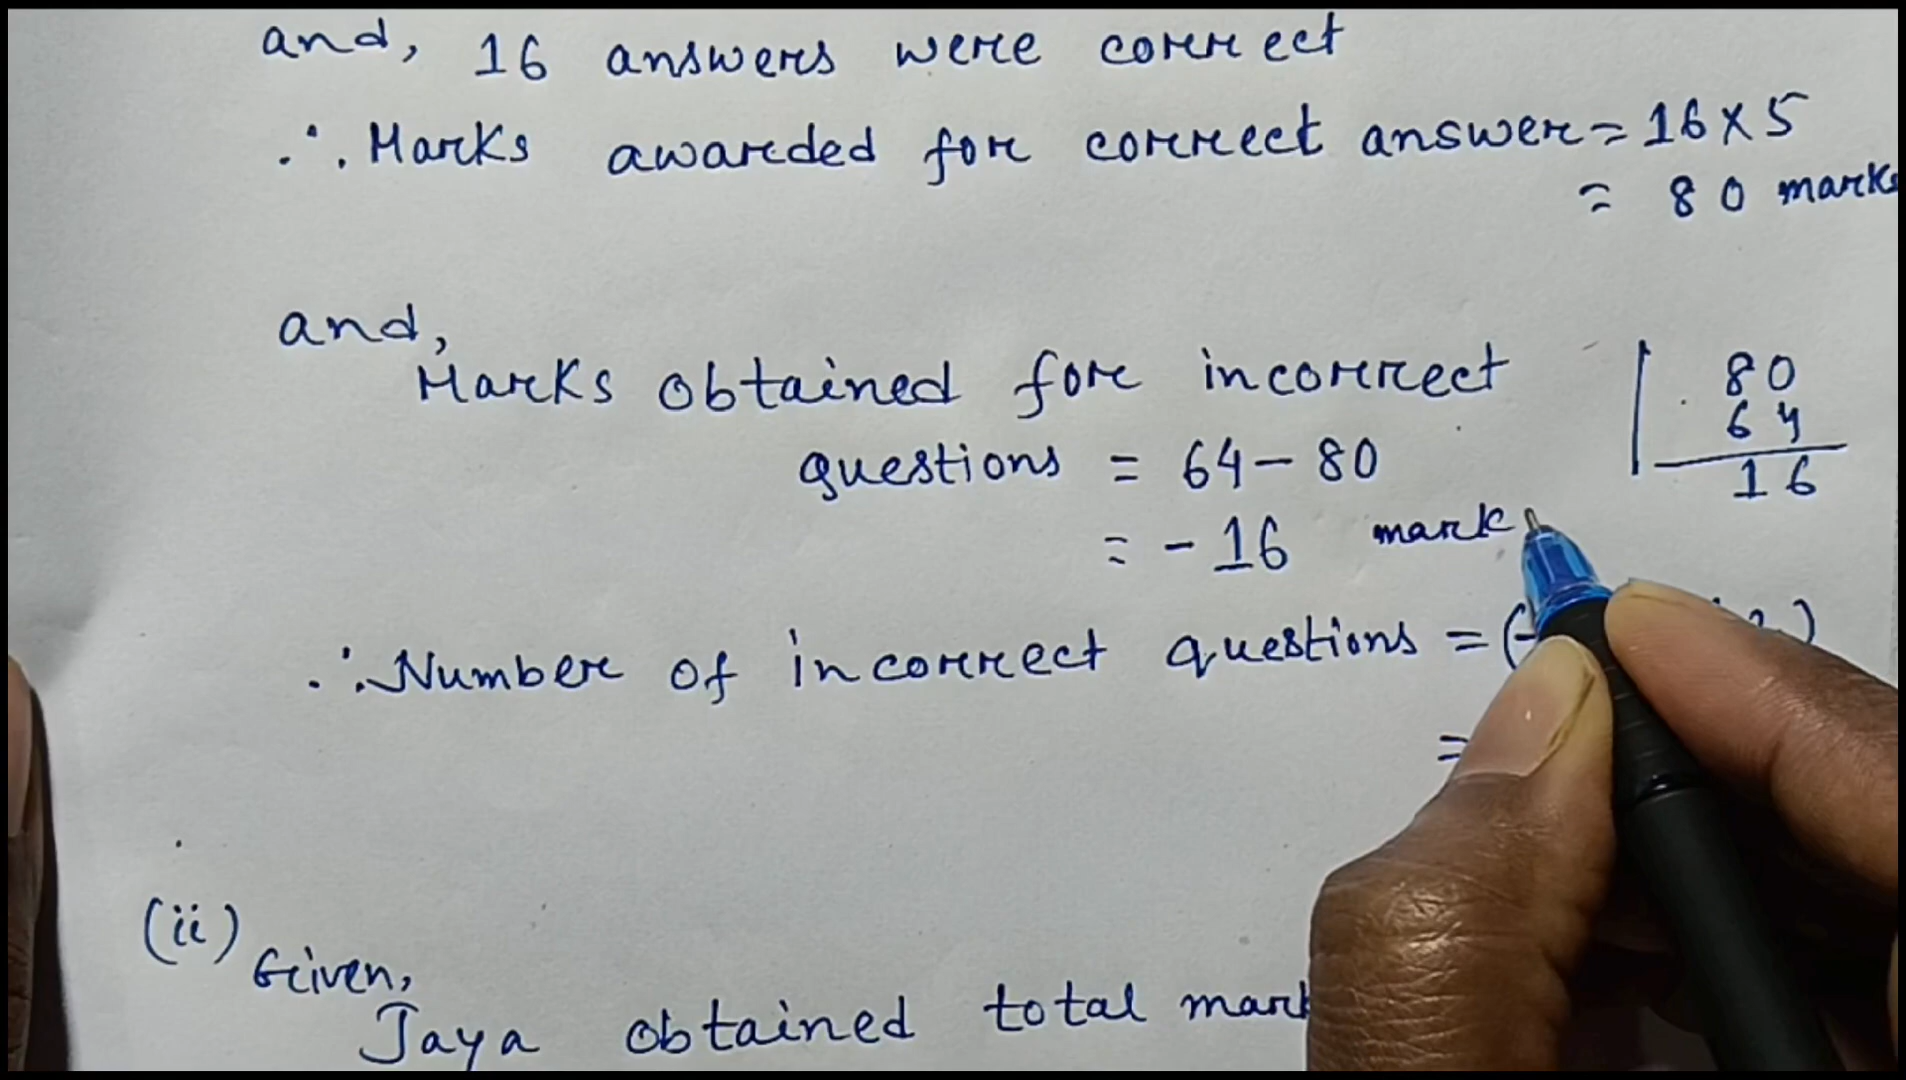 and, 16 answers were correct
∴ Marks awarded for correct answer = 16 × 5
= 80 marks
and,
Marks obtained for incorrect
questions = 64 - 80
= - 16 mark
80
64
16
∴ Number of incorrect questions = (-
=
(ii) Given,
Jaya obtained total mark